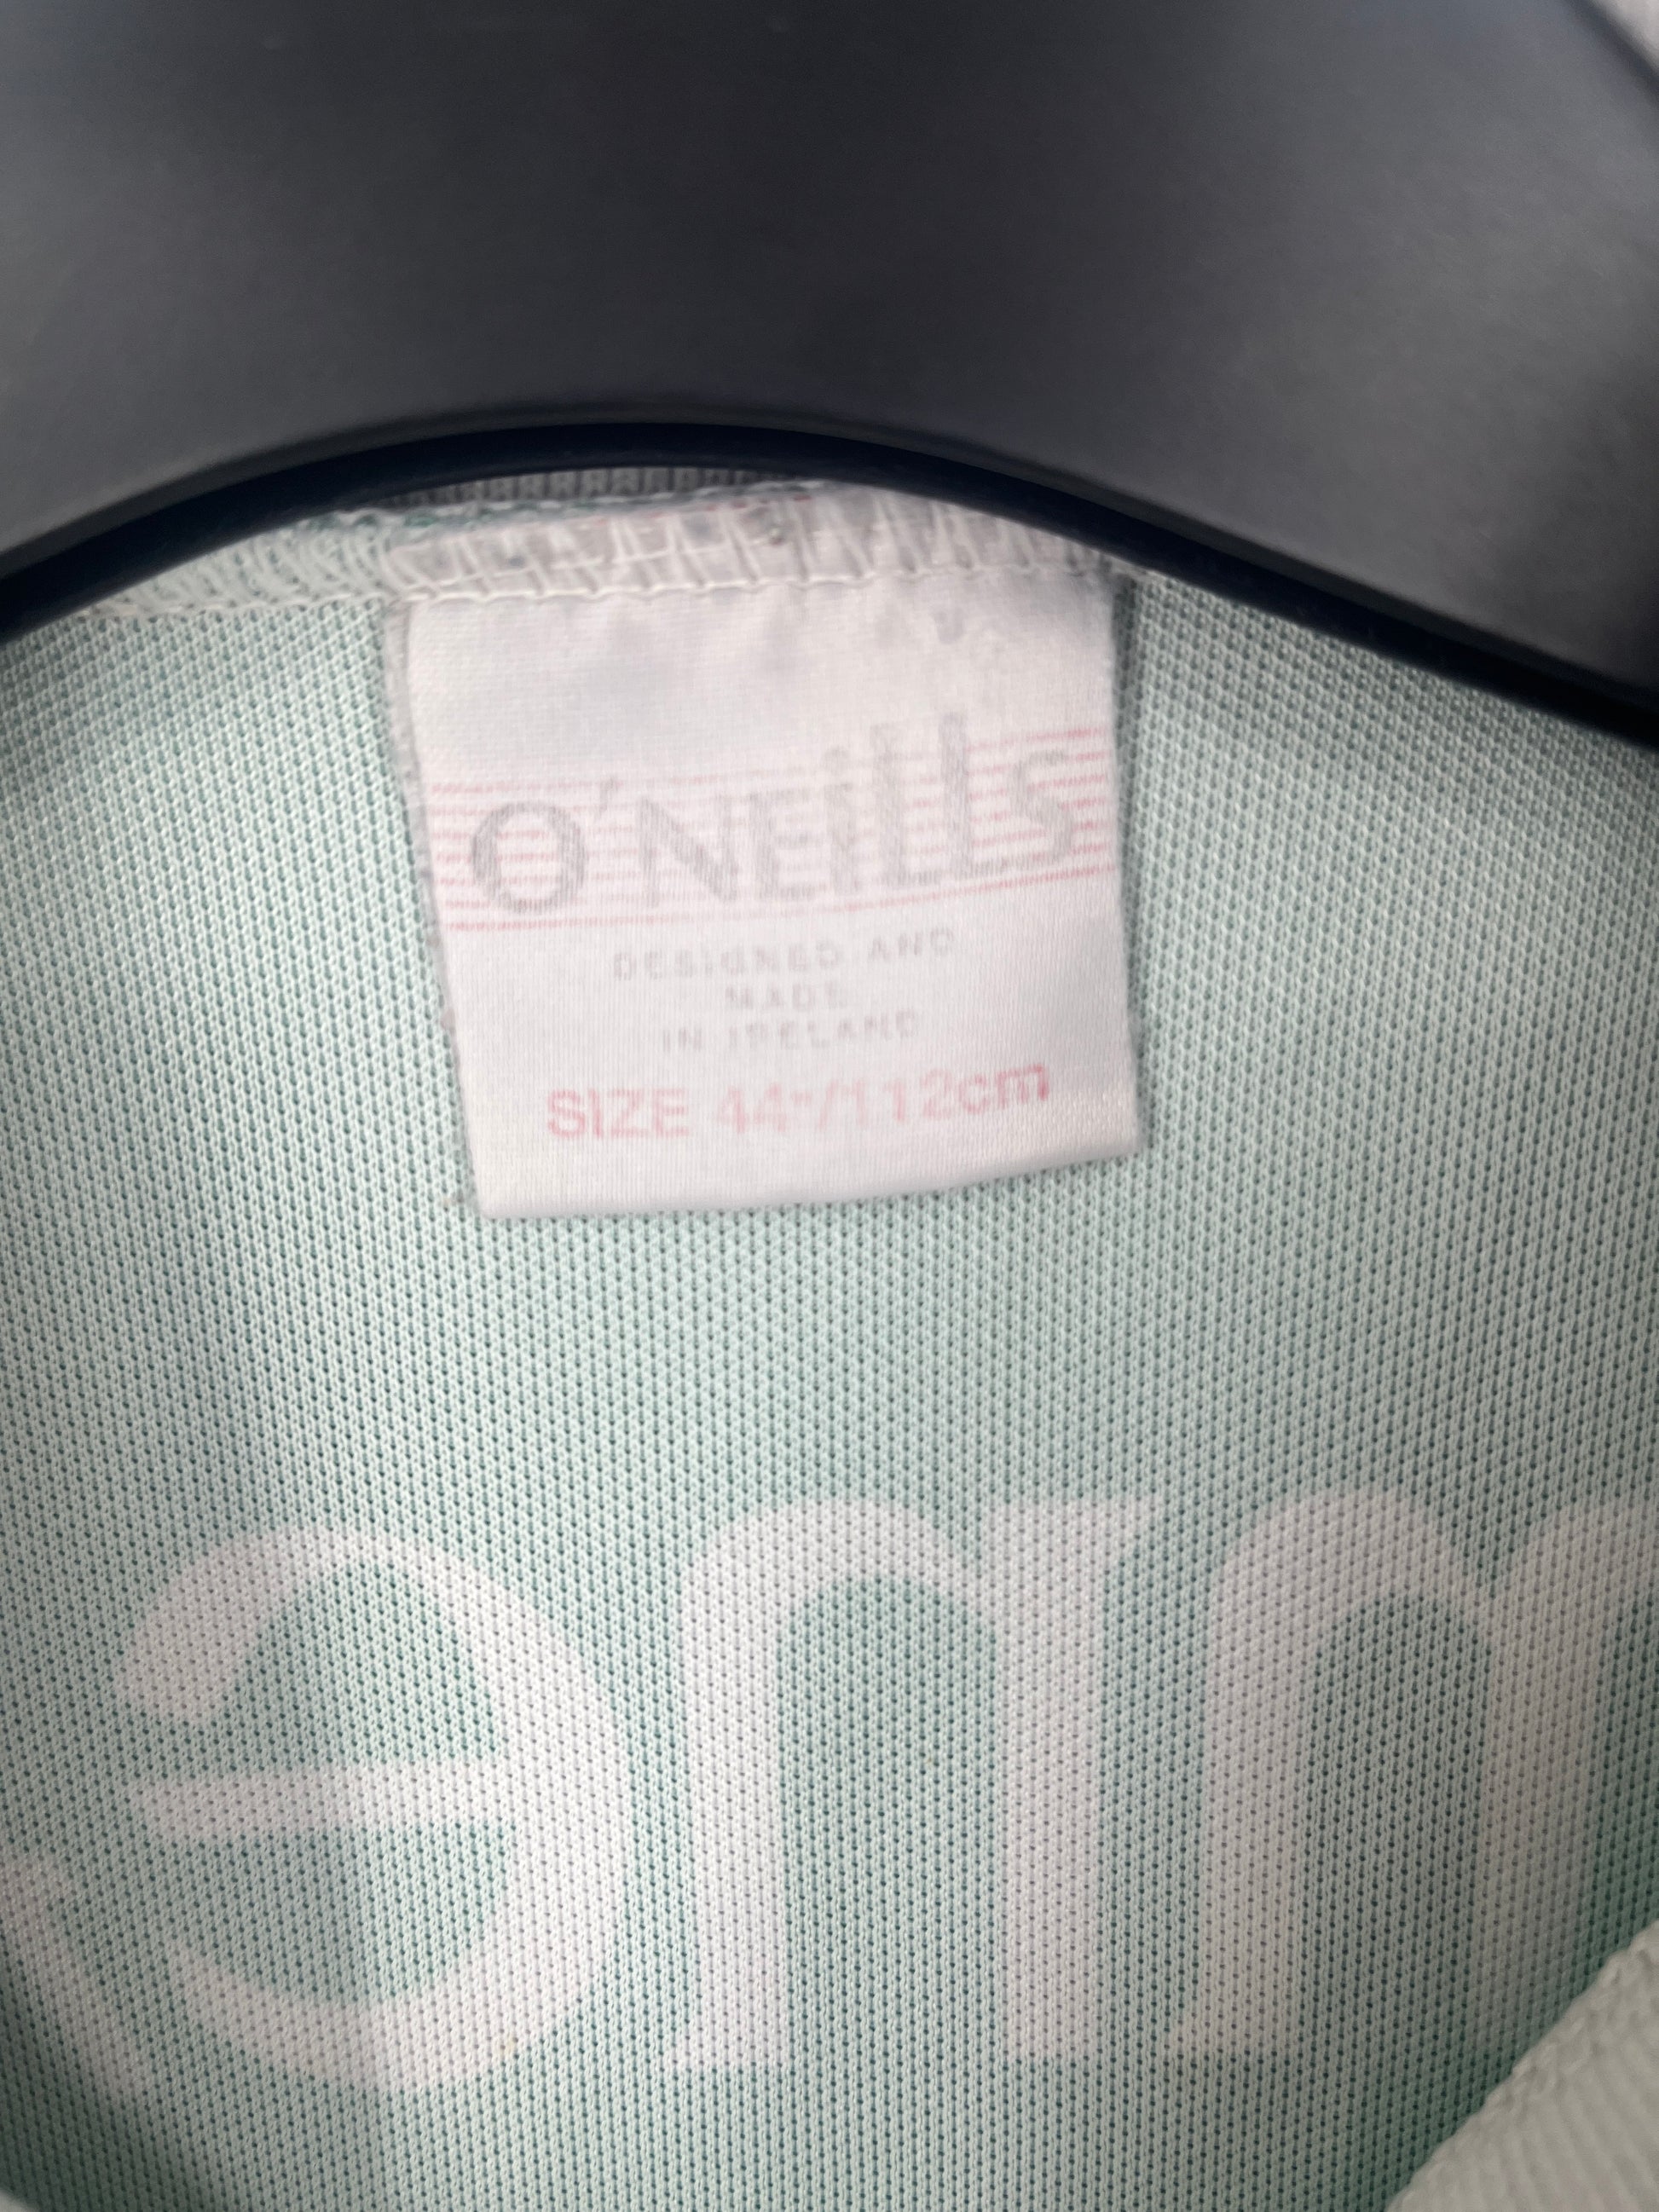 O'NEills
DESIGNED AND
MADE
IN IRELAND
SIZE 44"/112cm